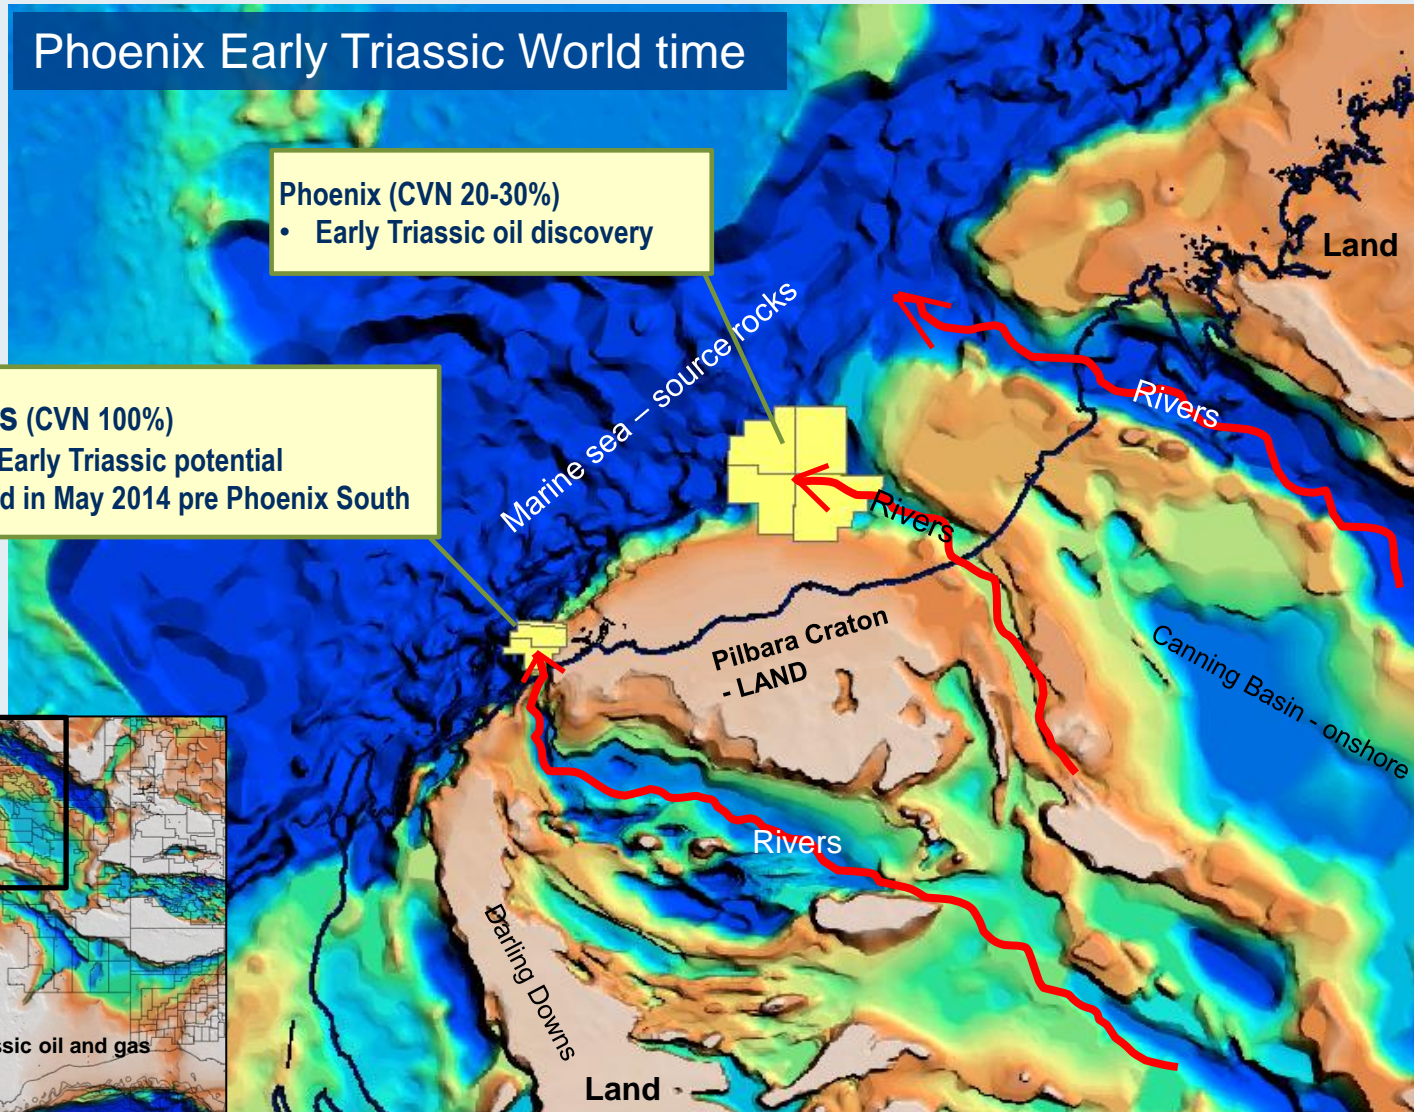 Phoenix Early Triassic World time
Phoenix (CVN 20-30%)
• Early Triassic oil discovery
Land
Marine sea – source rocks
Rivers
s (CVN 100%)
Early Triassic potential
d in May 2014 pre Phoenix South
Rivers
Pilbara Craton
- LAND
Canning Basin - onshore
Rivers
Darling Downs
ssic oil and gas
Land